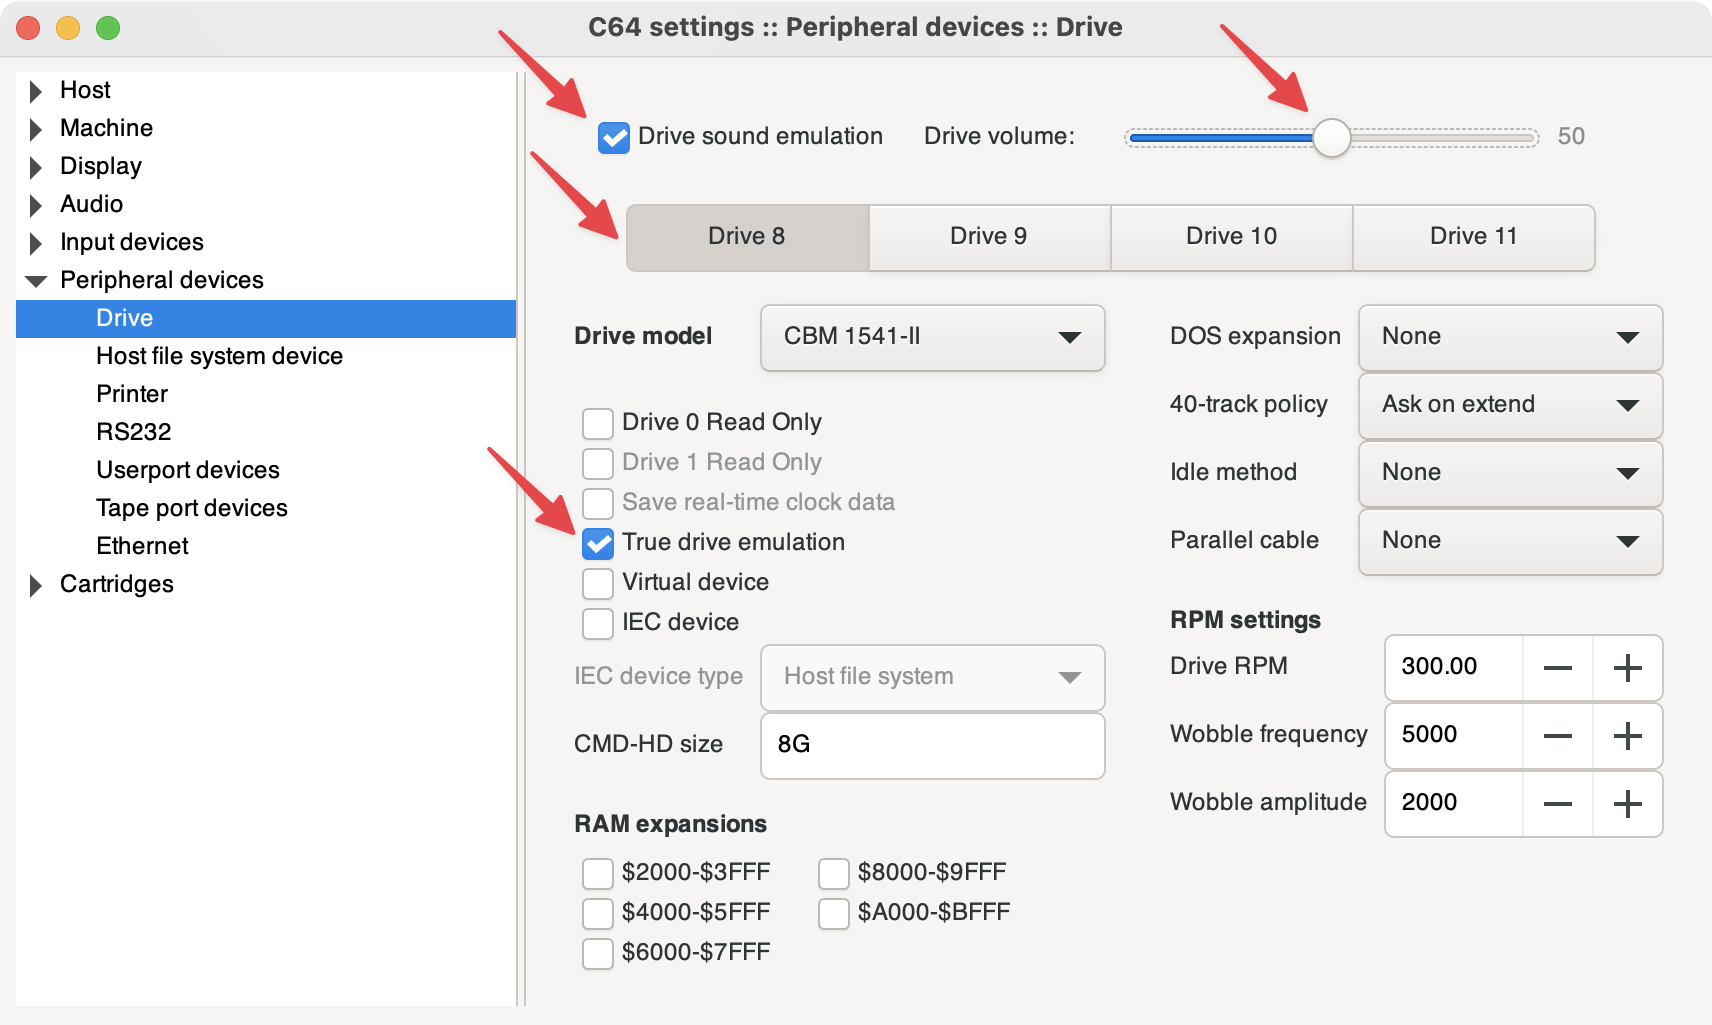 C64 settings :: Peripheral devices :: Drive
Host
Machine
Display
Audio
Input devices
Peripheral devices
Drive
Host file system device
Printer
RS232
Userport devices
Tape port devices
Ethernet
Cartridges
Drive sound emulation Drive volume: 50
Drive 8 Drive 9 Drive 10 Drive 11
Drive model CBM 1541-II
Drive 0 Read Only
Drive 1 Read Only
Save real-time clock data
True drive emulation
Virtual device
IEC device
IEC device type Host file system
CMD-HD size 8G
RAM expansions
$2000-$3FFF $8000-$9FFF
$4000-$5FFF $A000-$BFFF
$6000-$7FFF
DOS expansion None
40-track policy Ask on extend
Idle method None
Parallel cable None
RPM settings
Drive RPM 300.00
Wobble frequency 5000
Wobble amplitude 2000